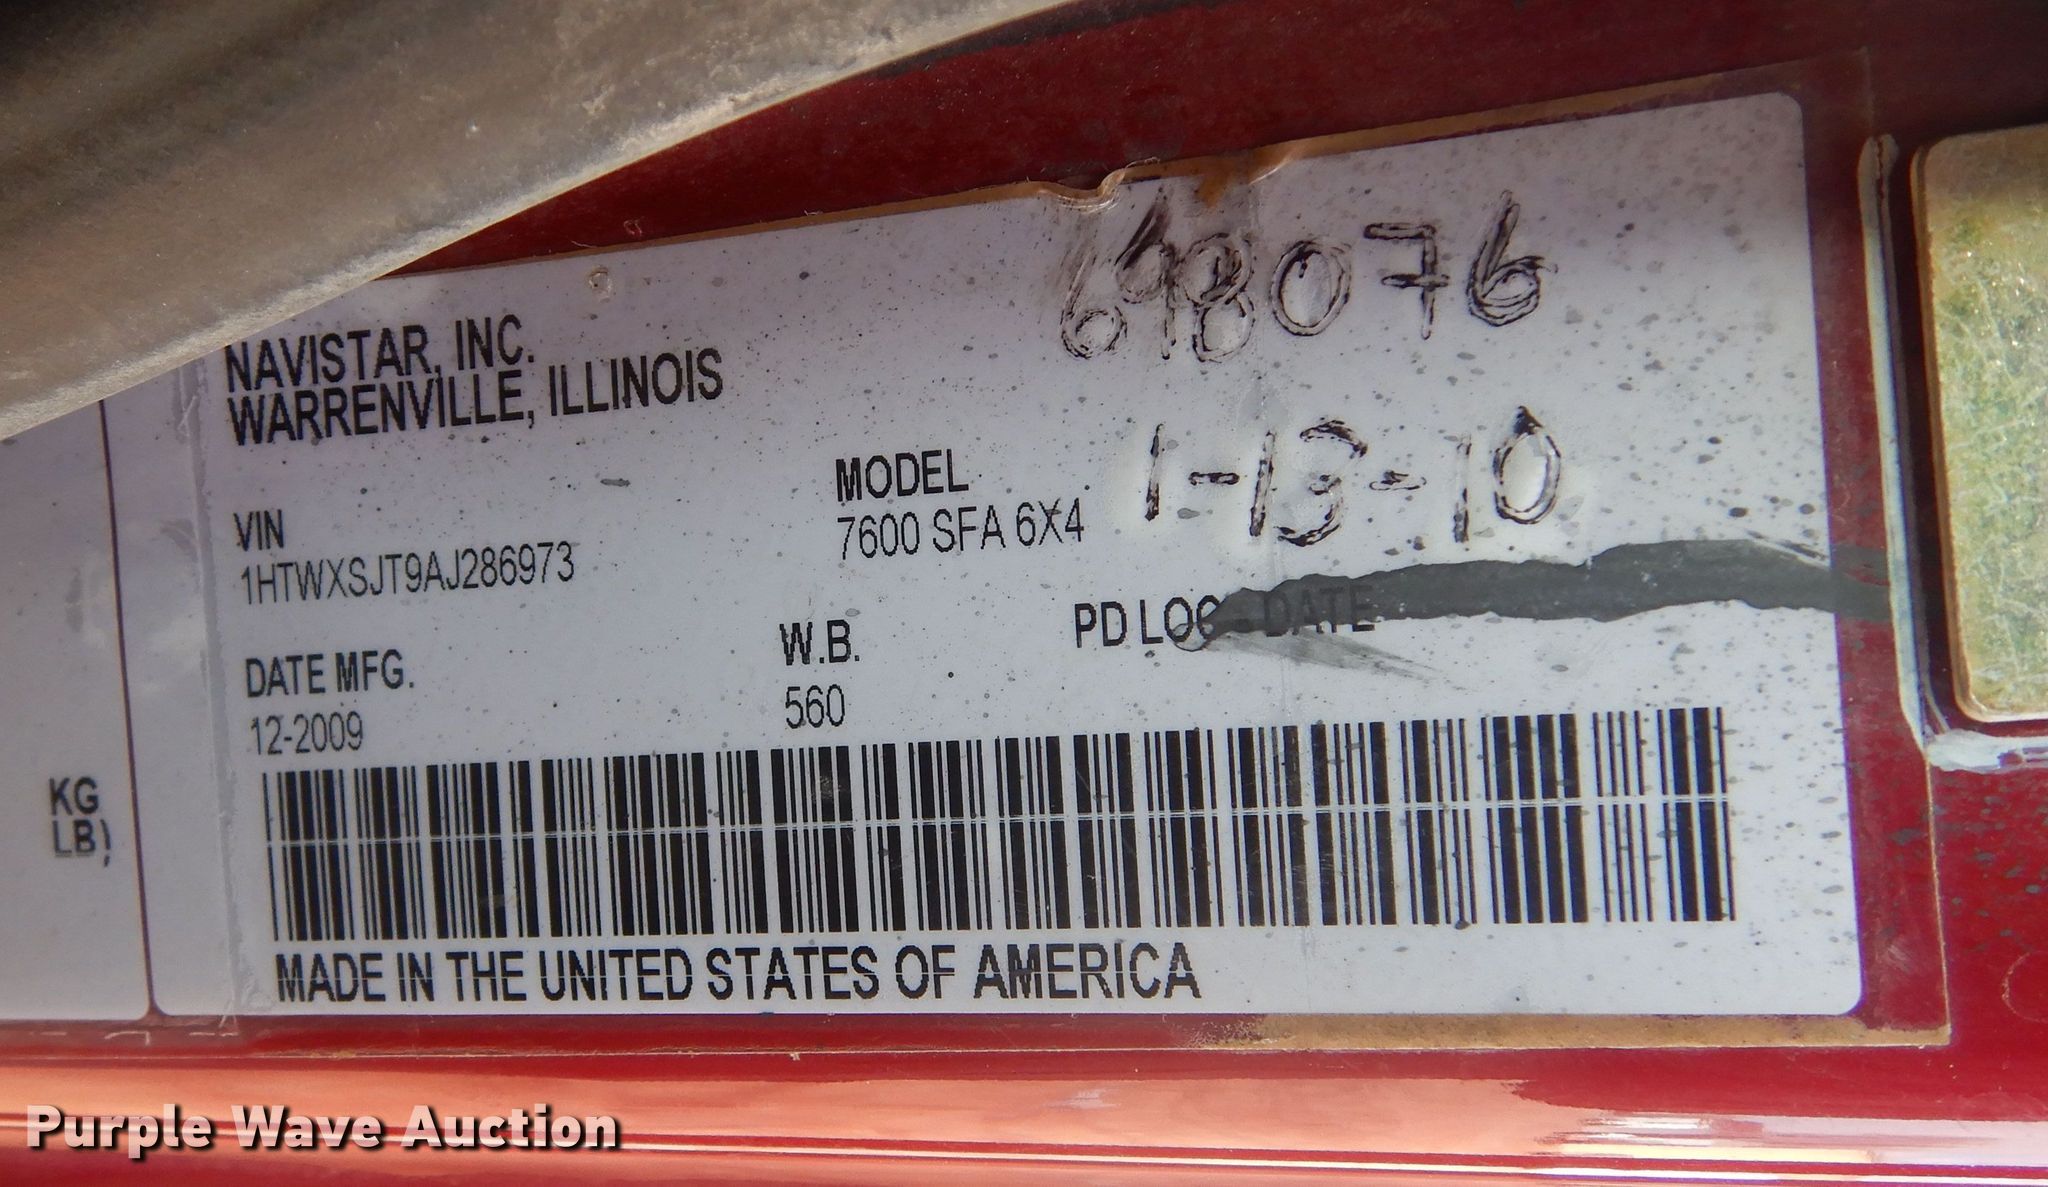 698076
NAVISTAR, INC.
WARRENVILLE, ILLINOIS
MODEL
1-13-10
VIN
7600 SFA 6X4
1HTWXSJT9AJ286973
PD LOC - DATE
W.B.
DATE MFG.
560
12-2009
KG
LB)
MADE IN THE UNITED STATES OF AMERICA
Purple Wave Auction